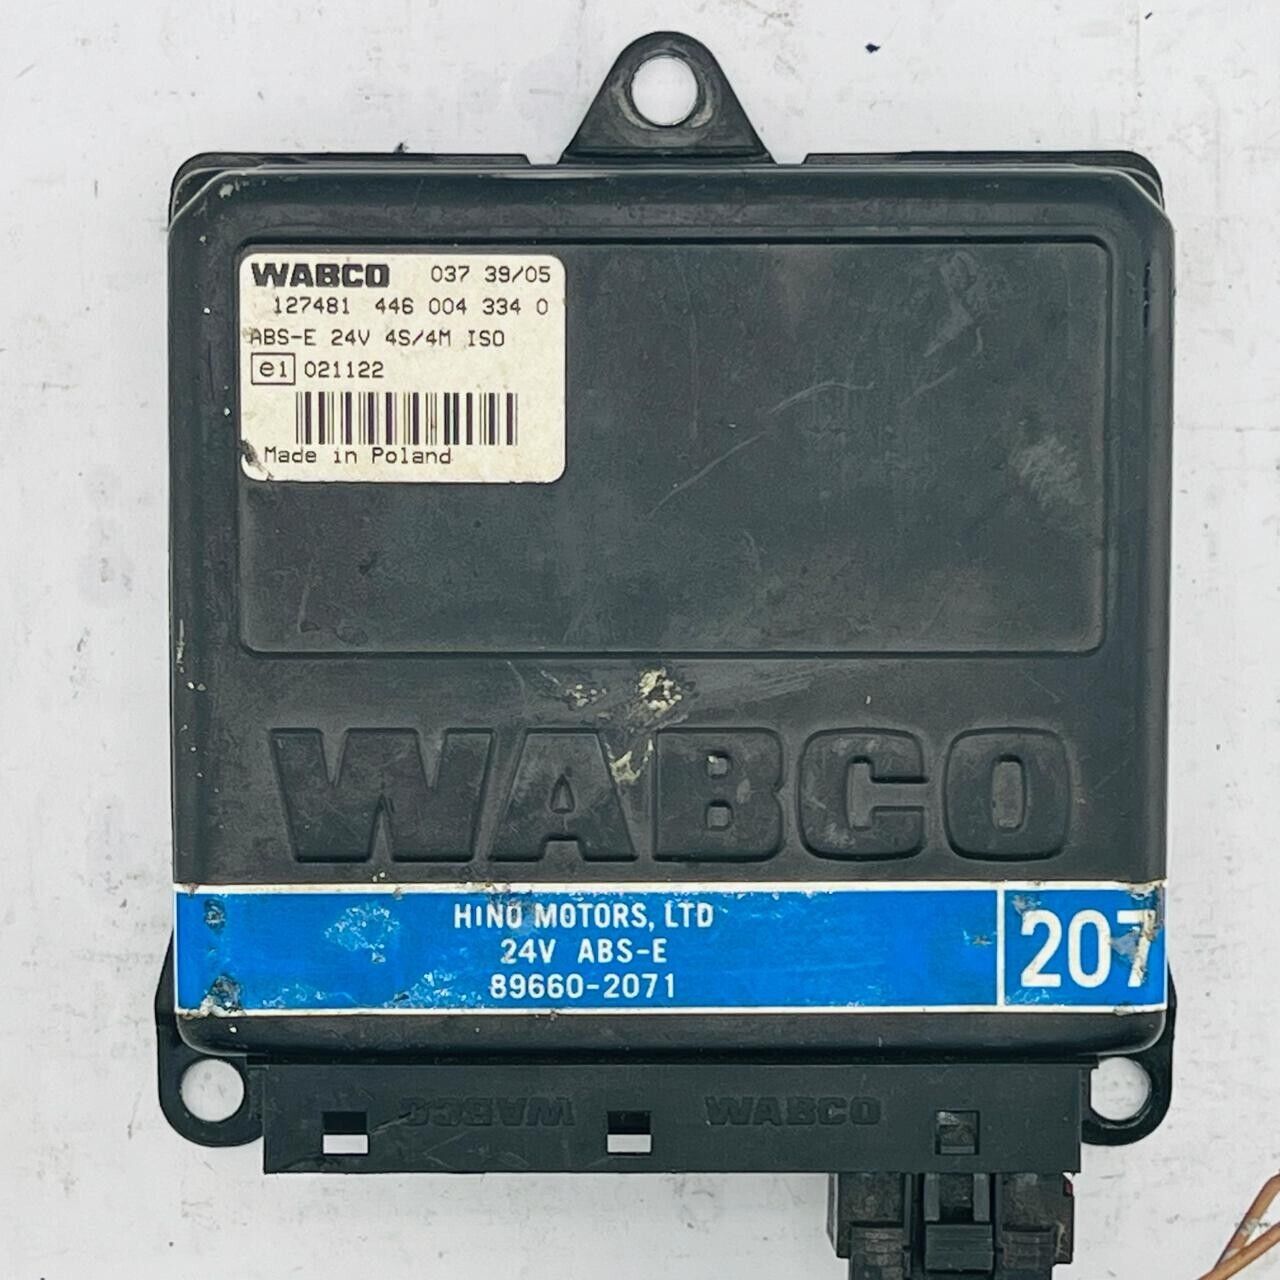 WABCO 037 39/05
127481 446 004 334 0
ABS-E 24V 4S/4M ISO
e1 021122
Made in Poland
WABCO
HINO MOTORS, LTD
24V ABS-E
89660-2071
207
WABCO WABCO